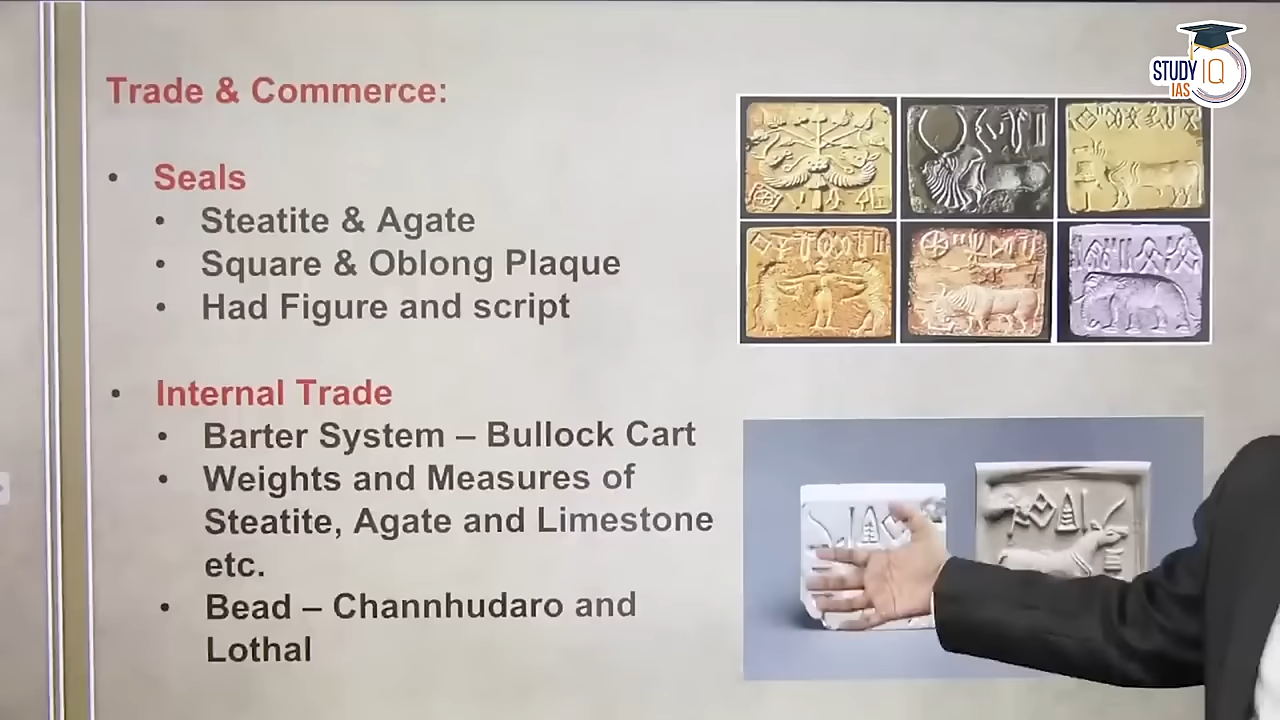 STUDY IQ
IAS
Trade & Commerce:
• Seals
• Steatite & Agate
• Square & Oblong Plaque
• Had Figure and script
• Internal Trade
• Barter System – Bullock Cart
• Weights and Measures of
Steatite, Agate and Limestone
etc.
• Bead – Channhudaro and
Lothal